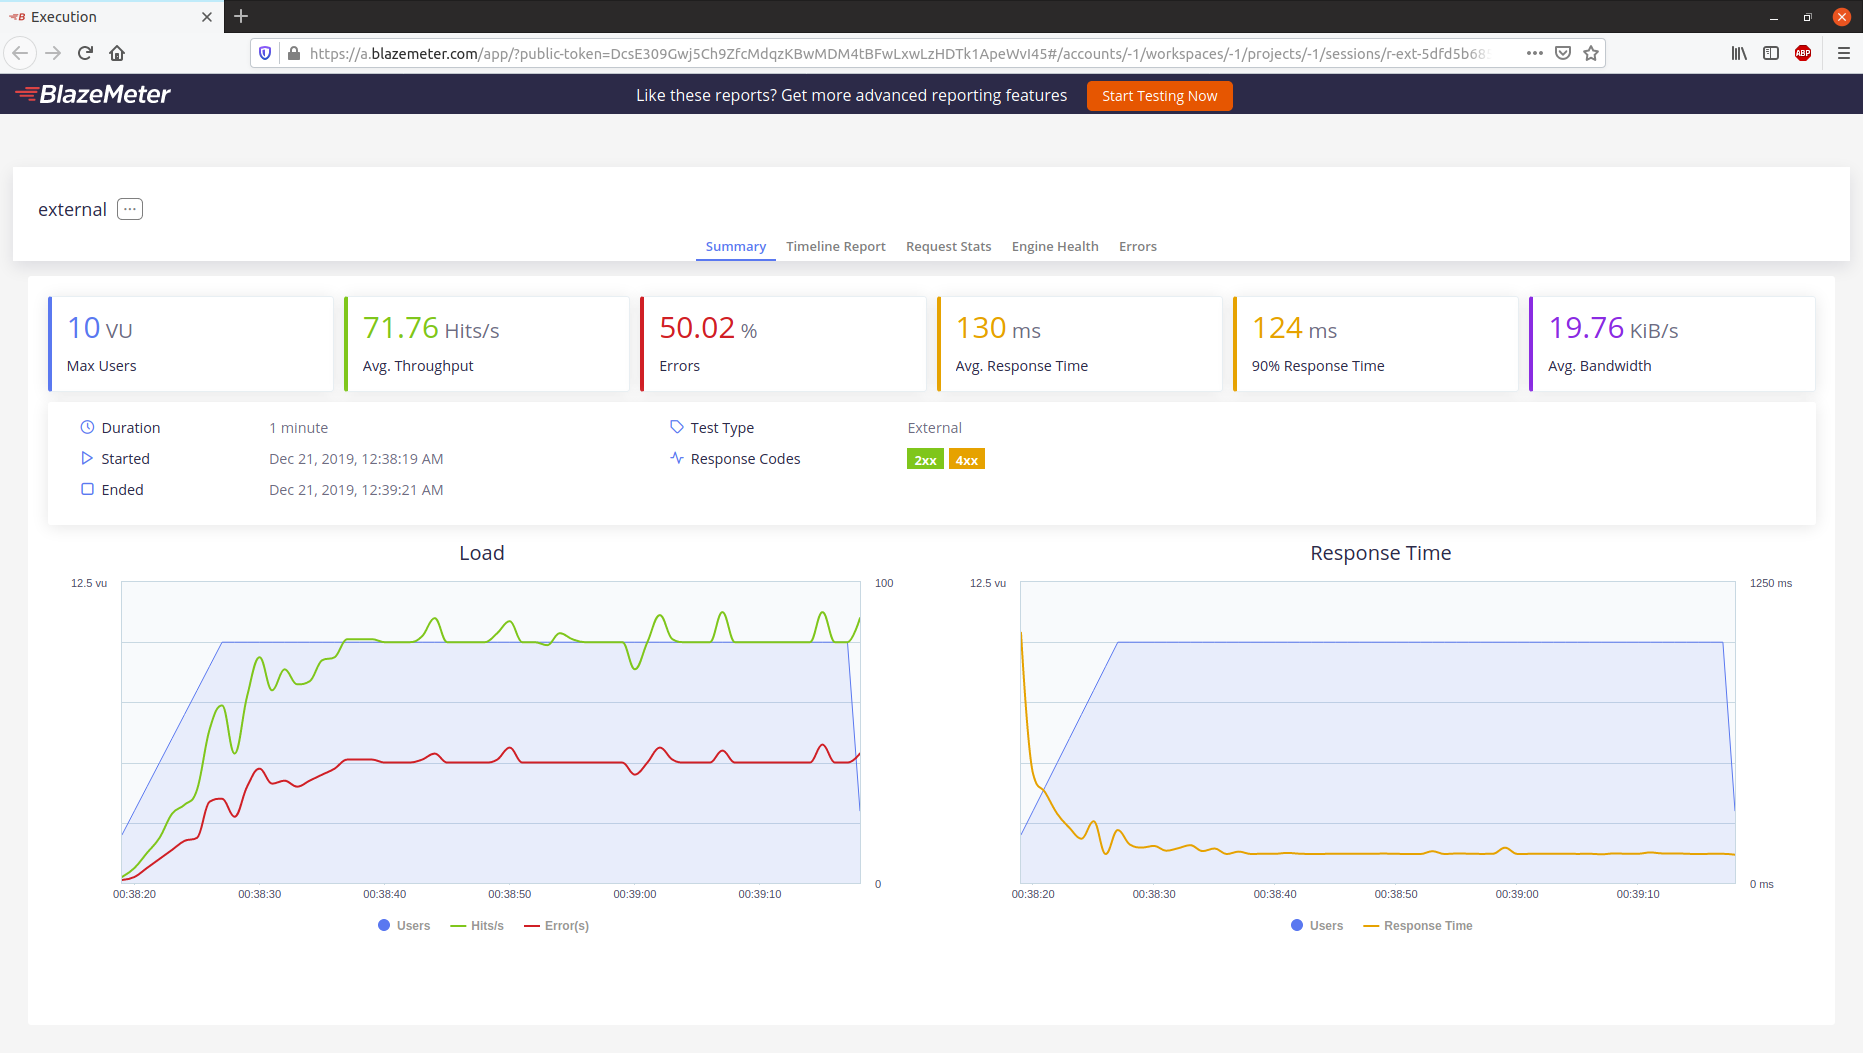 Execution
https://a.blazemeter.com/app/?public-token=DcsE309Gwj5Ch9ZfcMdqzKBwMDM4tBFwLxwLzHDTk1ApeWvI45#/accounts/-1/workspaces/-1/projects/-1/sessions/r-ext-5dfd5b685
ABP
BlazeMeter
Like these reports? Get more advanced reporting features
Start Testing Now
external
Summary Timeline Report Request Stats Engine Health Errors
10 VU 71.76 Hits/s 50.02 % 130 ms 124 ms 19.76 KiB/s
Max Users Avg. Throughput Errors Avg. Response Time 90% Response Time Avg. Bandwidth
Duration 1 minute Test Type External
Started Dec 21, 2019, 12:38:19 AM Response Codes 2xx 4xx
Ended Dec 21, 2019, 12:39:21 AM
Load
12.5 vu 100
0
00:38:20 00:38:30 00:38:40 00:38:50 00:39:00 00:39:10
Users Hits/s Error(s)
Response Time
12.5 vu 1250 ms
0 ms
00:38:20 00:38:30 00:38:40 00:38:50 00:39:00 00:39:10
Users Response Time